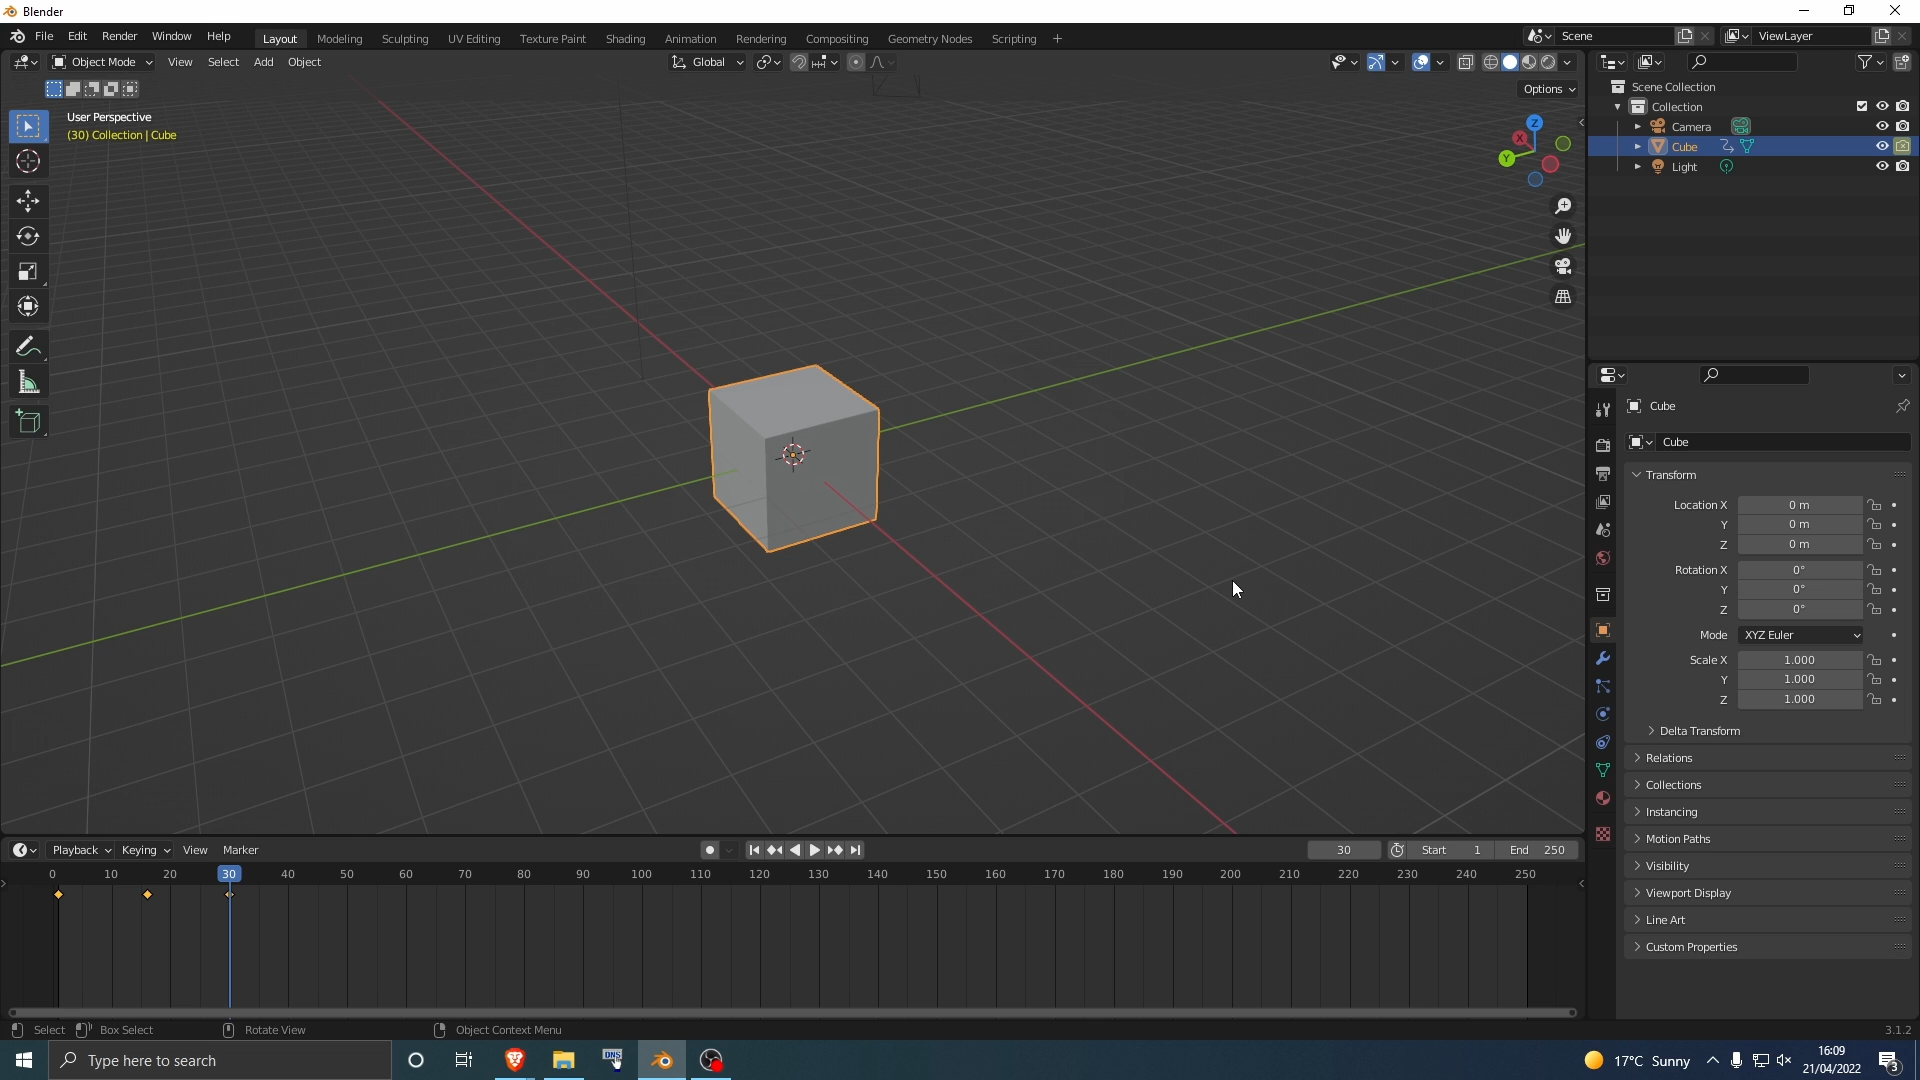 Blender
File Edit Render Window Help Layout Modeling Sculpting UV Editing Texture Paint Shading Animation Rendering Compositing Geometry Nodes Scripting + Scene ViewLayer
Object Mode View Select Add Object Global
Options
User Perspective
(30) Collection | Cube
Z
X
Y
Scene Collection
Collection
Camera
Cube
Light
Cube
Cube
Transform
Location X 0 m
Y 0 m
Z 0 m
Rotation X 0°
Y 0°
Z 0°
Mode XYZ Euler
Scale X 1.000
Y 1.000
Z 1.000
Delta Transform
Relations
Collections
Instancing
Motion Paths
Visibility
Viewport Display
Line Art
Custom Properties
Playback Keying View Marker 30 Start 1 End 250
0 10 20 30 40 50 60 70 80 90 100 110 120 130 140 150 160 170 180 190 200 210 220 230 240 250
Select Box Select Rotate View Object Context Menu 3.1.2
Type here to search DNS 17°C Sunny 16:09
21/04/2022 3